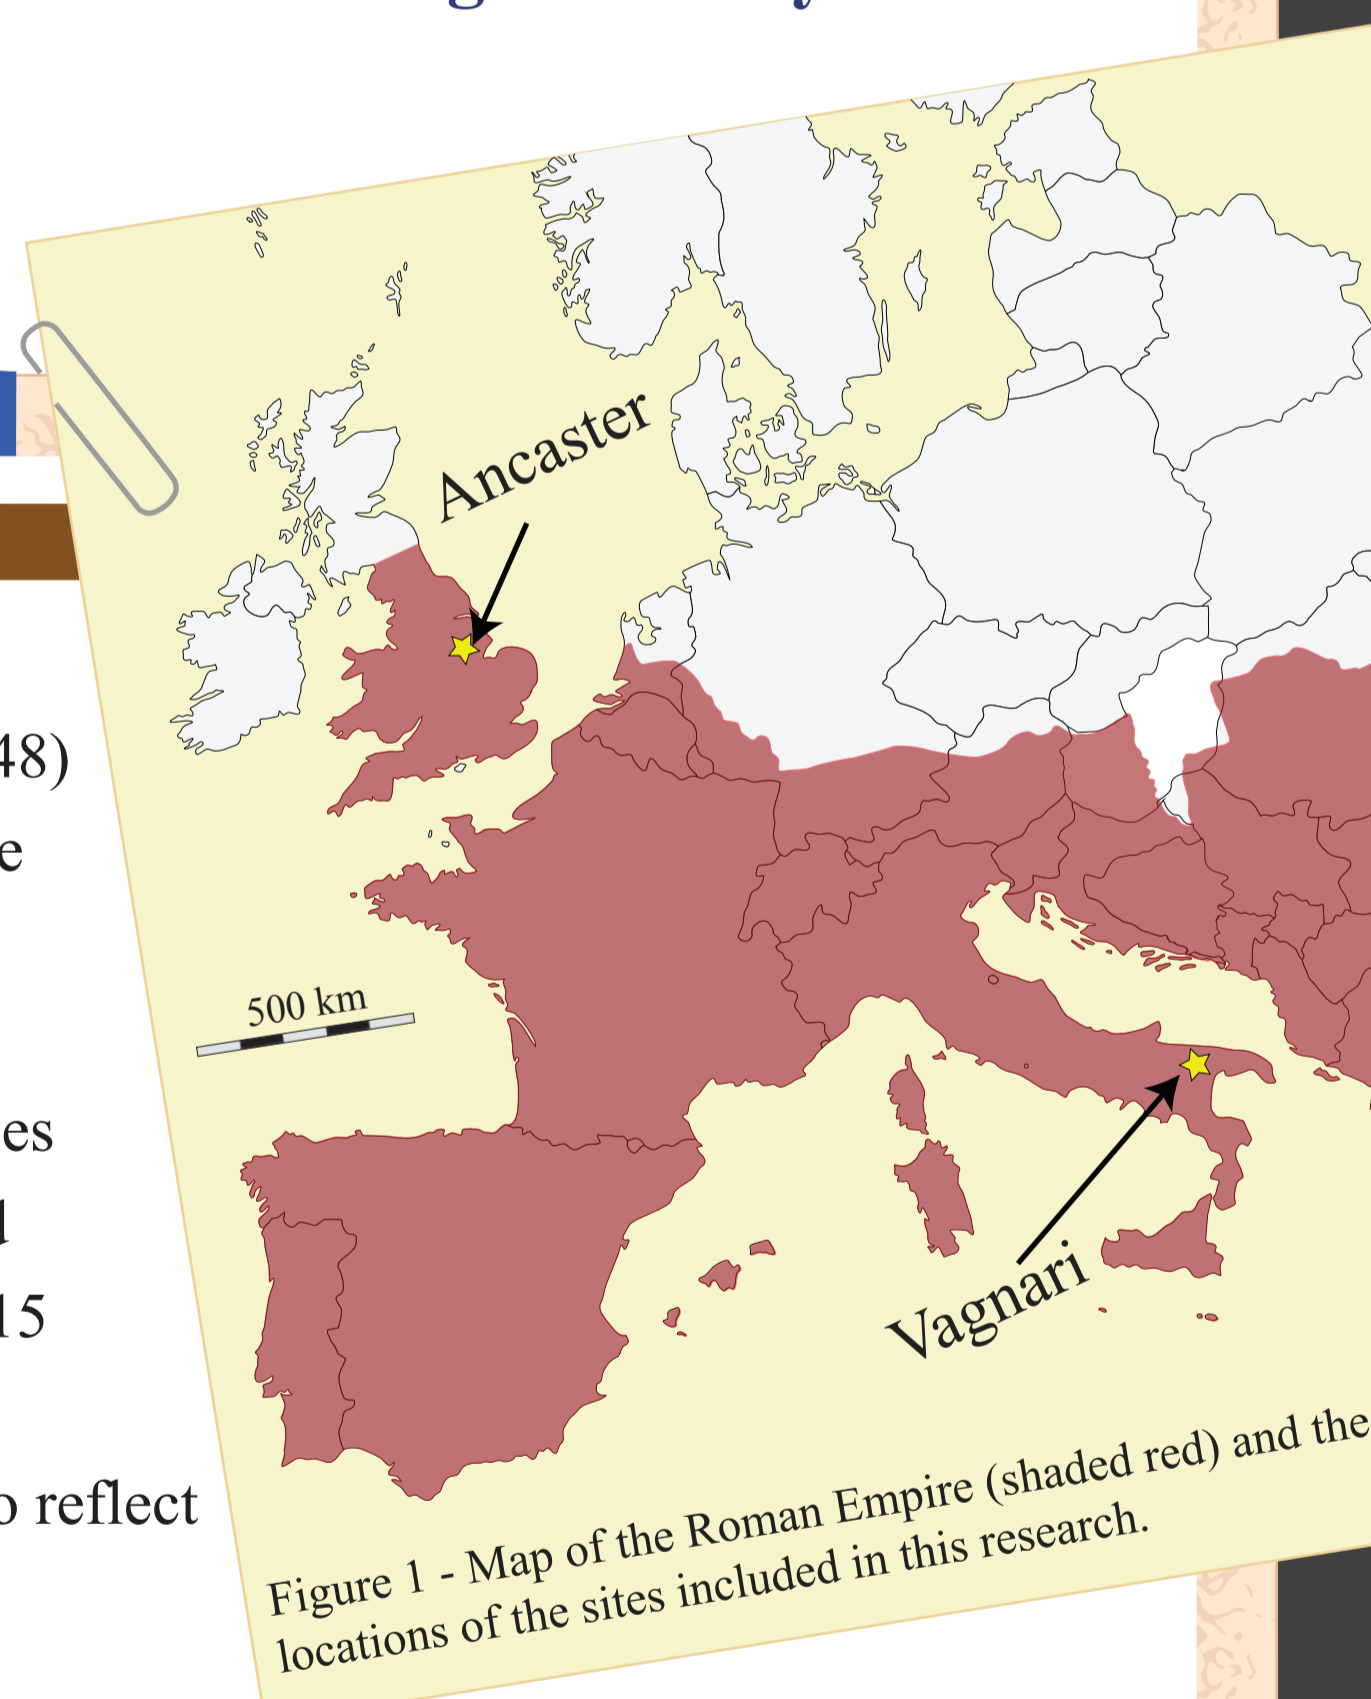 Ancaster
48)
e
500 km
es
15
Vagnari
o reflect
Figure 1 - Map of the Roman Empire (shaded red) and the
locations of the sites included in this research.